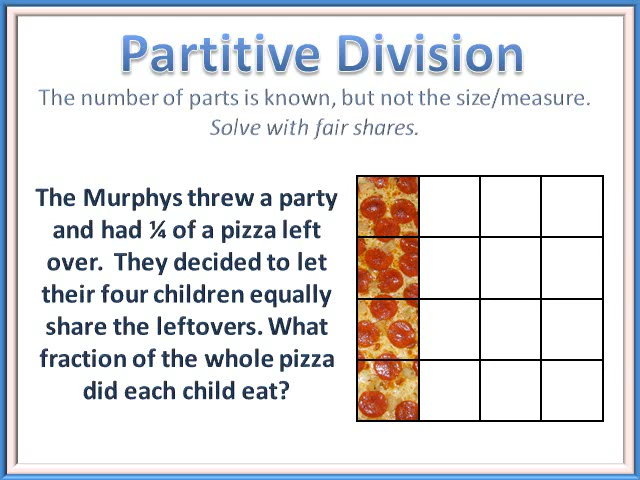 Partitive Division
The number of parts is known, but not the size/measure.
Solve with fair shares.
The Murphys threw a party
and had ¼ of a pizza left
over.  They decided to let
their four children equally
share the leftovers. What
fraction of the whole pizza
did each child eat?